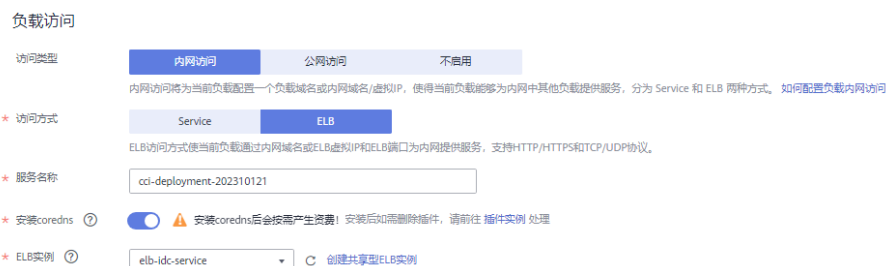 负载访问
访问类型 内网访问 公网访问 不启用
内网访问将为当前负载配置一个负载域名或内网域名/虚拟IP，使得当前负载能够为内网中其他负载提供服务，分为 Service 和 ELB 两种方式。 如何配置负载内网访问
* 访问方式 Service ELB
ELB访问方式使当前负载通过内网域名或ELB虚拟IP和ELB端口为内网提供服务，支持HTTP/HTTPS和TCP/UDP协议。
* 服务名称 cci-deployment-202310121
* 安装coredns ? 安装coredns后会按需产生资费！安装后如需删除插件，请前往 插件实例 处理
* ELB实例 ? elb-idc-service 创建共享型ELB实例